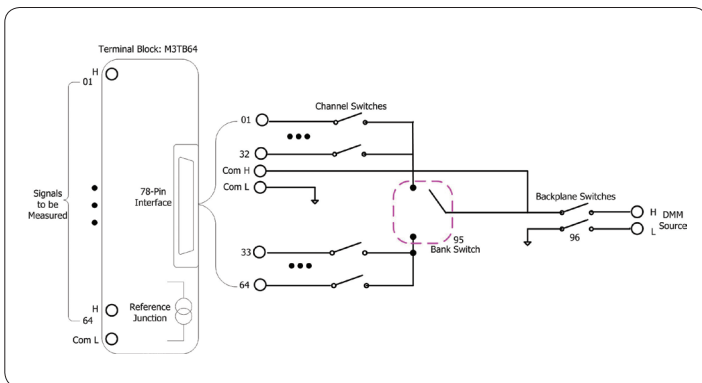 Terminal Block: M3TB64
H
01
Signals
to be
Measured
H
64
Com L
78-Pin
Interface
Reference
Junction
Channel Switches
01
32
Com H
Com L
33
64
95
Bank Switch
Backplane Switches
96
H
L
DMM
Source